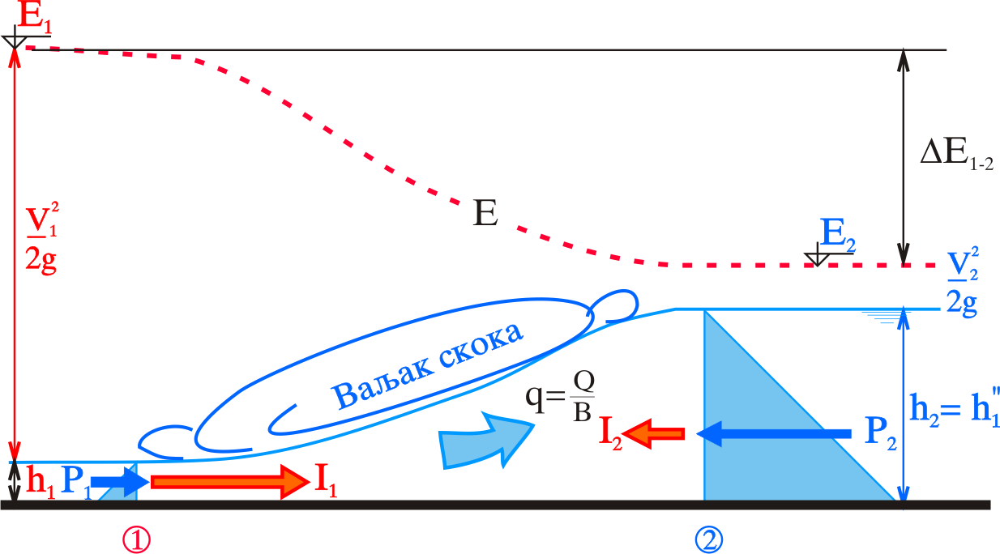 E₁
ΔE₁₋₂
V₁²
2g
E
E₂
V₂²
2g
Ваљак скока
q=Q/B
I₂
P₂
h₂= h₁"
h₁ P₁
I₁
① ②